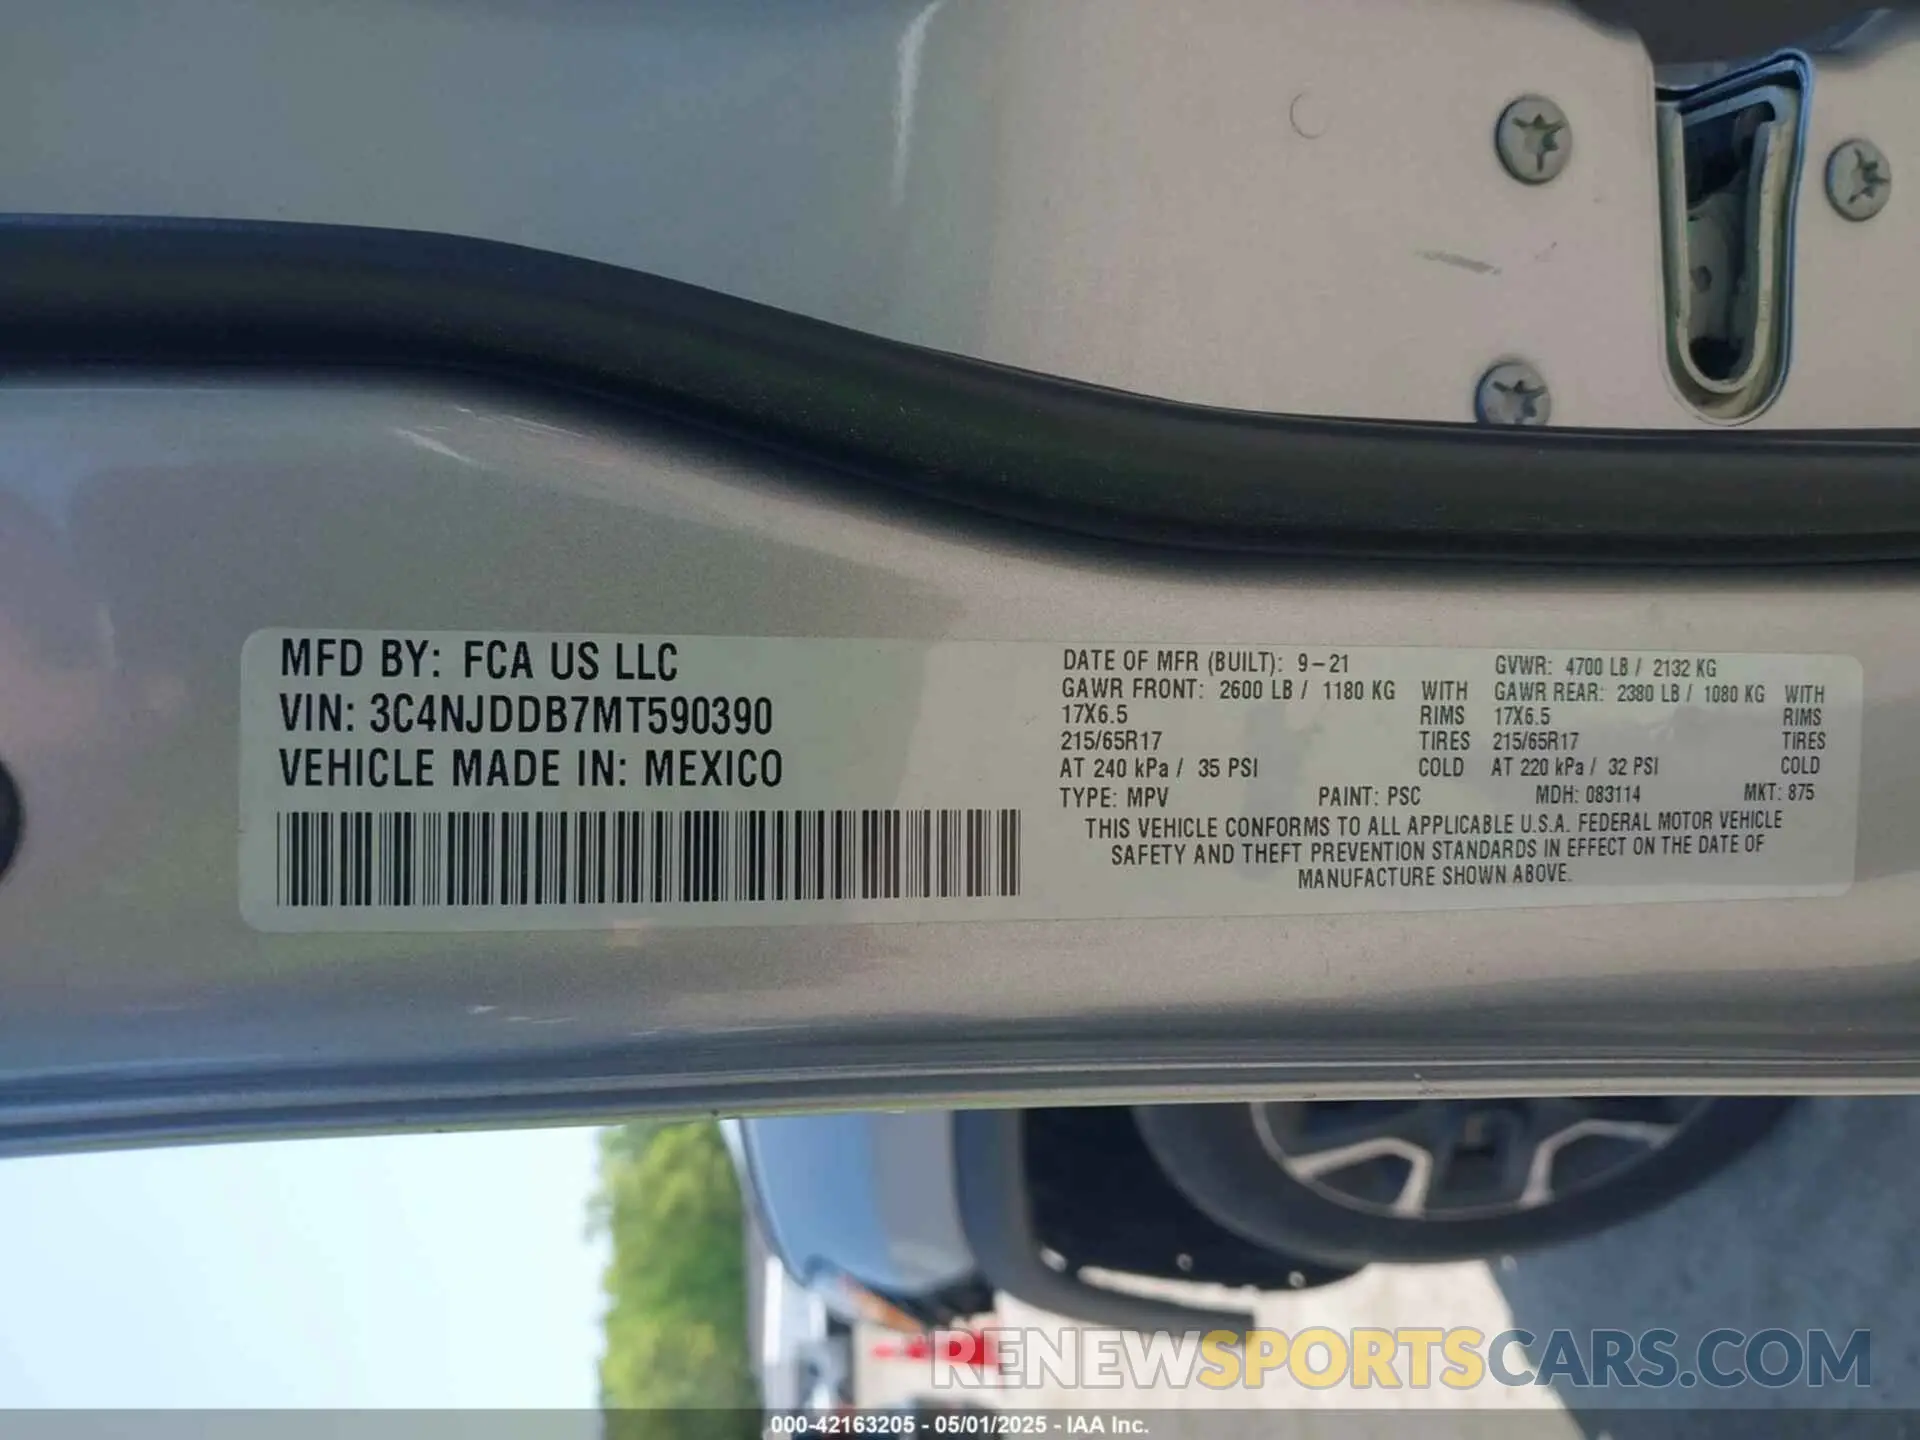 MFD BY: FCA US LLC
VIN: 3C4NJDDB7MT590390
VEHICLE MADE IN: MEXICO
DATE OF MFR (BUILT): 9-21 GVWR: 4700 LB / 2132 KG
GAWR FRONT: 2600 LB / 1180 KG WITH GAWR REAR: 2380 LB / 1080 KG WITH
17X6.5 RIMS 17X6.5 RIMS
215/65R17 TIRES 215/65R17 TIRES
AT 240 kPa / 35 PSI COLD AT 220 kPa / 32 PSI COLD
TYPE: MPV PAINT: PSC MDH: 083114 MKT: 875
THIS VEHICLE CONFORMS TO ALL APPLICABLE U.S.A. FEDERAL MOTOR VEHICLE
SAFETY AND THEFT PREVENTION STANDARDS IN EFFECT ON THE DATE OF
MANUFACTURE SHOWN ABOVE.
RENEWSPORTSCARS.COM
000-42163205 - 05/01/2025 - IAA Inc.